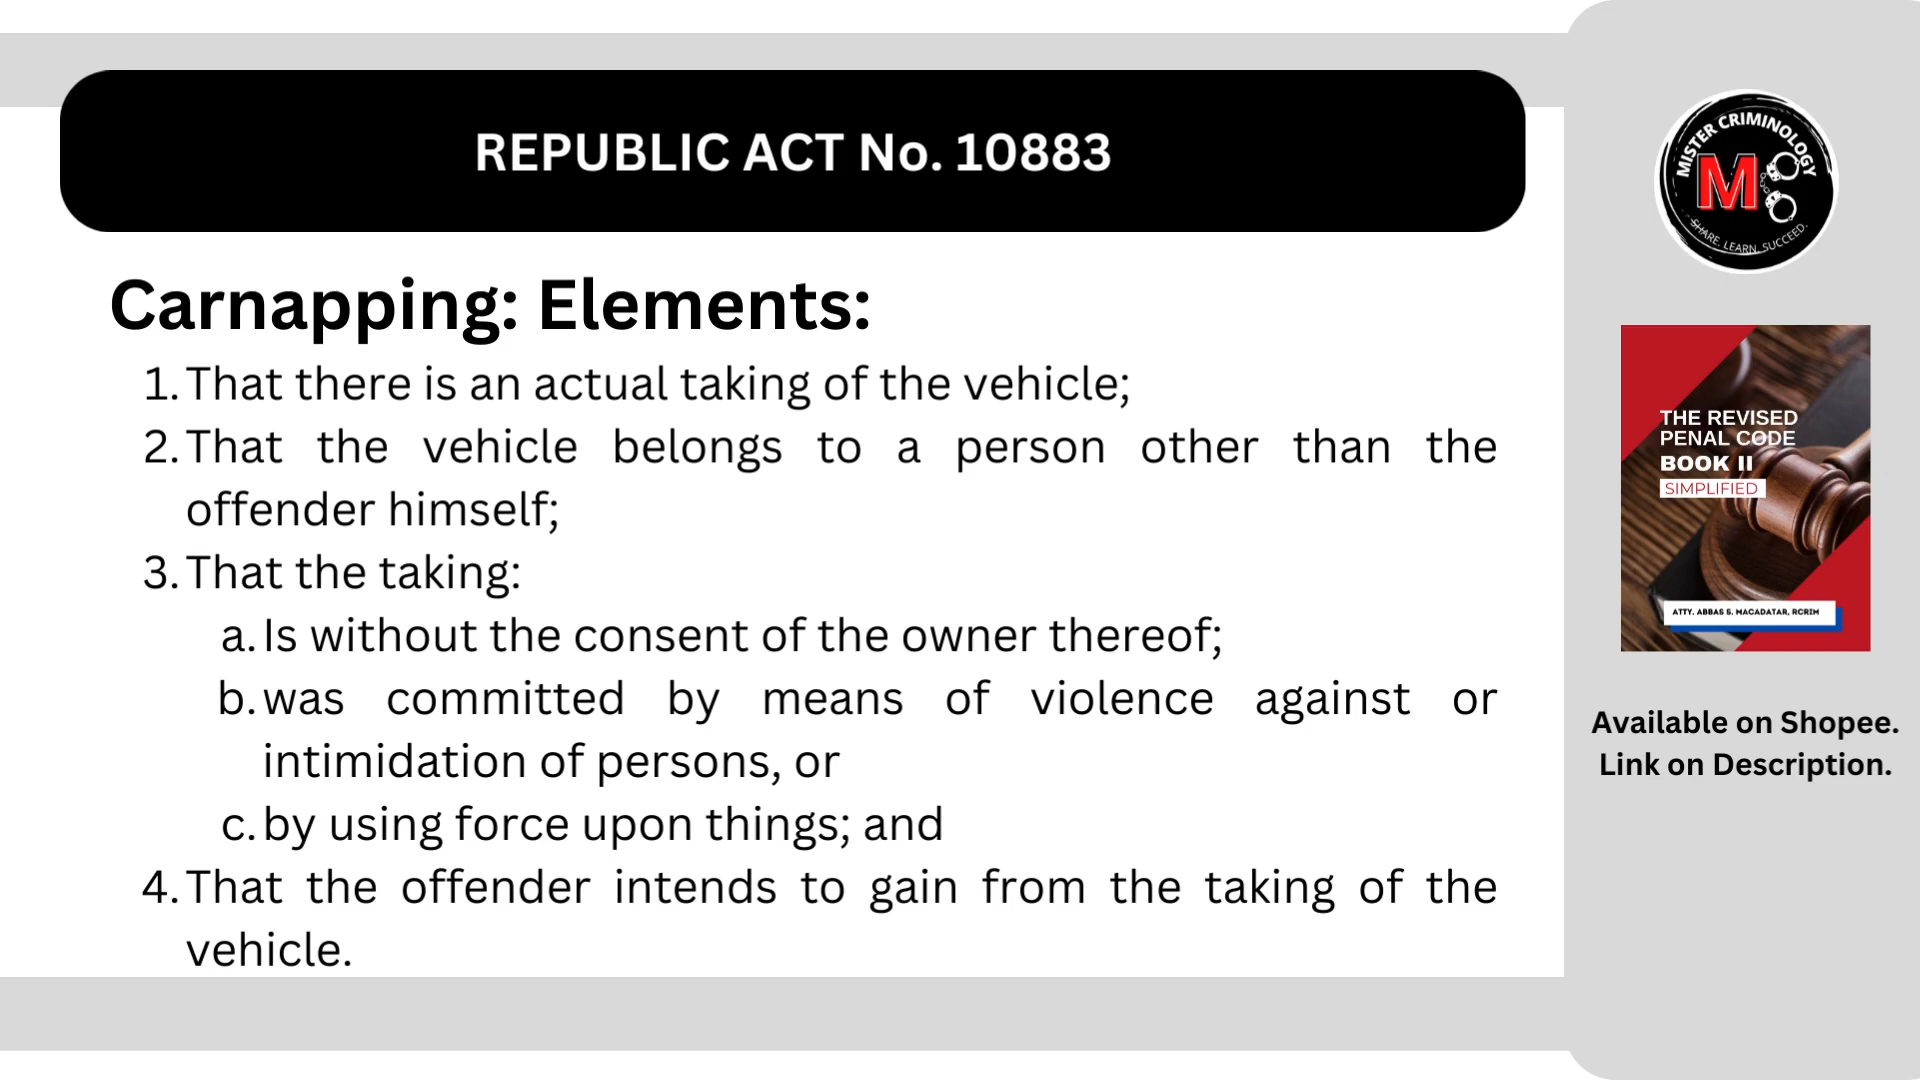 REPUBLIC ACT No. 10883
Carnapping: Elements:
1. That there is an actual taking of the vehicle;
2. That the vehicle belongs to a person other than the
offender himself;
3. That the taking:
a. Is without the consent of the owner thereof;
b. was committed by means of violence against or
intimidation of persons, or
c. by using force upon things; and
4. That the offender intends to gain from the taking of the
vehicle.
MISTER CRIMINOLOGY
M
SHARE. LEARN. SUCCEED.
THE REVISED
PENAL CODE
BOOK II
SIMPLIFIED
ATTY. ABBAS S. MACADATAR, RCRIM
Available on Shopee.
Link on Description.